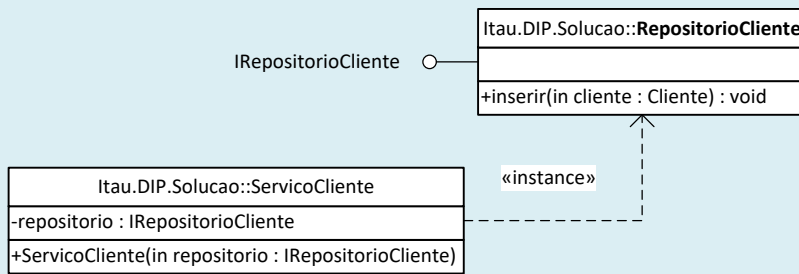 Itau.DIP.Solucao::RepositorioCliente
IRepositorioCliente
+inserir(in cliente : Cliente) : void
«instance»
Itau.DIP.Solucao::ServicoCliente
-repositorio : IRepositorioCliente
+ServicoCliente(in repositorio : IRepositorioCliente)